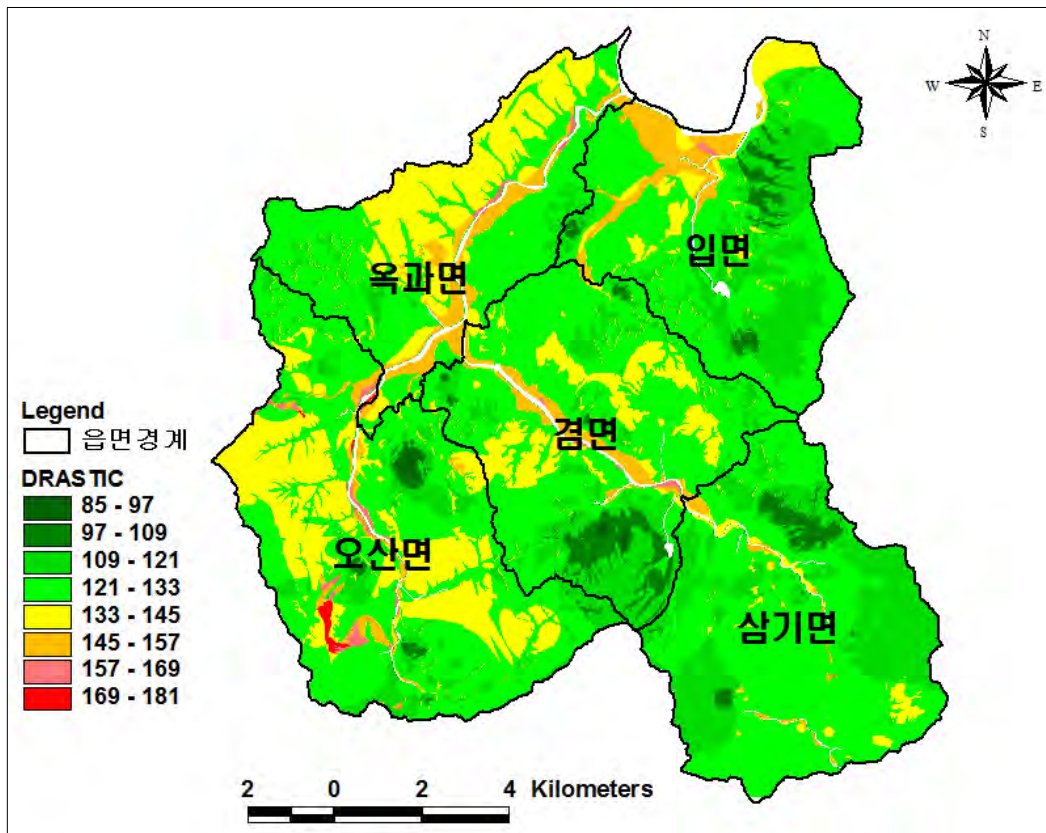 N
W E
S
입면
옥과면
겸면
오산면
삼기면
Legend
읍면경계
DRASTIC
85 - 97
97 - 109
109 - 121
121 - 133
133 - 145
145 - 157
157 - 169
169 - 181
2 0 2 4 Kilometers